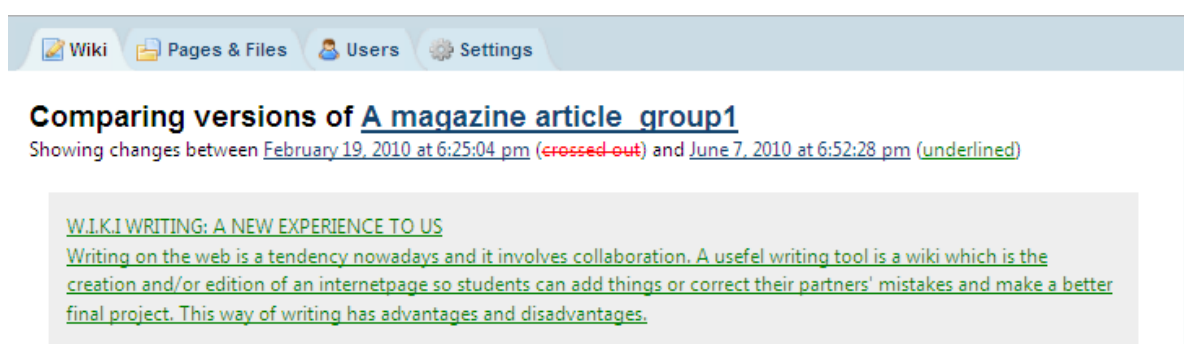 Wiki Pages & Files Users Settings
Comparing versions of A magazine article_group1
Showing changes between February 19, 2010 at 6:25:04 pm (crossed out) and June 7, 2010 at 6:52:28 pm (underlined)
W.I.K.I WRITING: A NEW EXPERIENCE TO US
Writing on the web is a tendency nowadays and it involves collaboration. A usefel writing tool is a wiki which is the
creation and/or edition of an internetpage so students can add things or correct their partners' mistakes and make a better
final project. This way of writing has advantages and disadvantages.